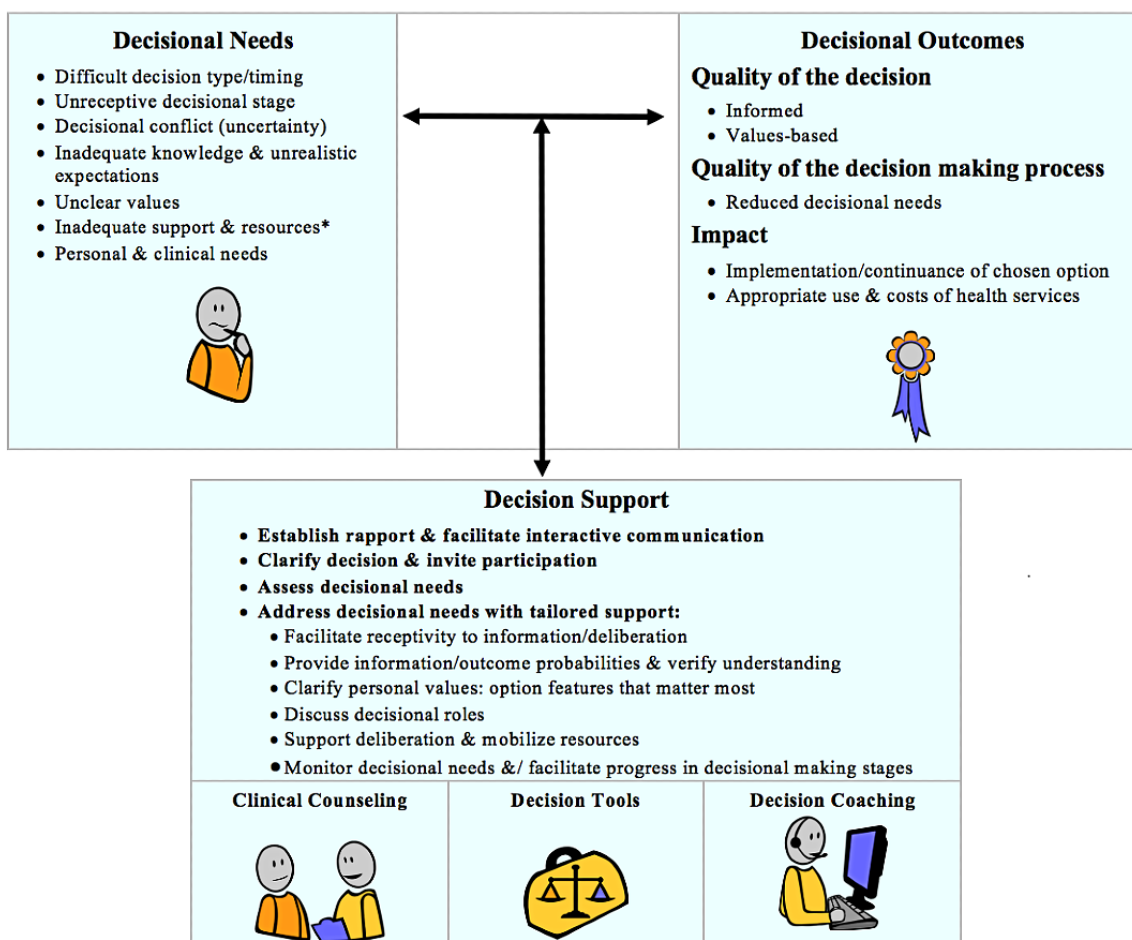 Decisional Needs
• Difficult decision type/timing
• Unreceptive decisional stage
• Decisional conflict (uncertainty)
• Inadequate knowledge & unrealistic
expectations
• Unclear values
• Inadequate support & resources*
• Personal & clinical needs
Decisional Outcomes
Quality of the decision
• Informed
• Values-based
Quality of the decision making process
• Reduced decisional needs
Impact
• Implementation/continuance of chosen option
• Appropriate use & costs of health services
Decision Support
• Establish rapport & facilitate interactive communication
• Clarify decision & invite participation
• Assess decisional needs
• Address decisional needs with tailored support:
• Facilitate receptivity to information/deliberation
• Provide information/outcome probabilities & verify understanding
• Clarify personal values: option features that matter most
• Discuss decisional roles
• Support deliberation & mobilize resources
• Monitor decisional needs &/ facilitate progress in decisional making stages
Clinical Counseling
Decision Tools
Decision Coaching